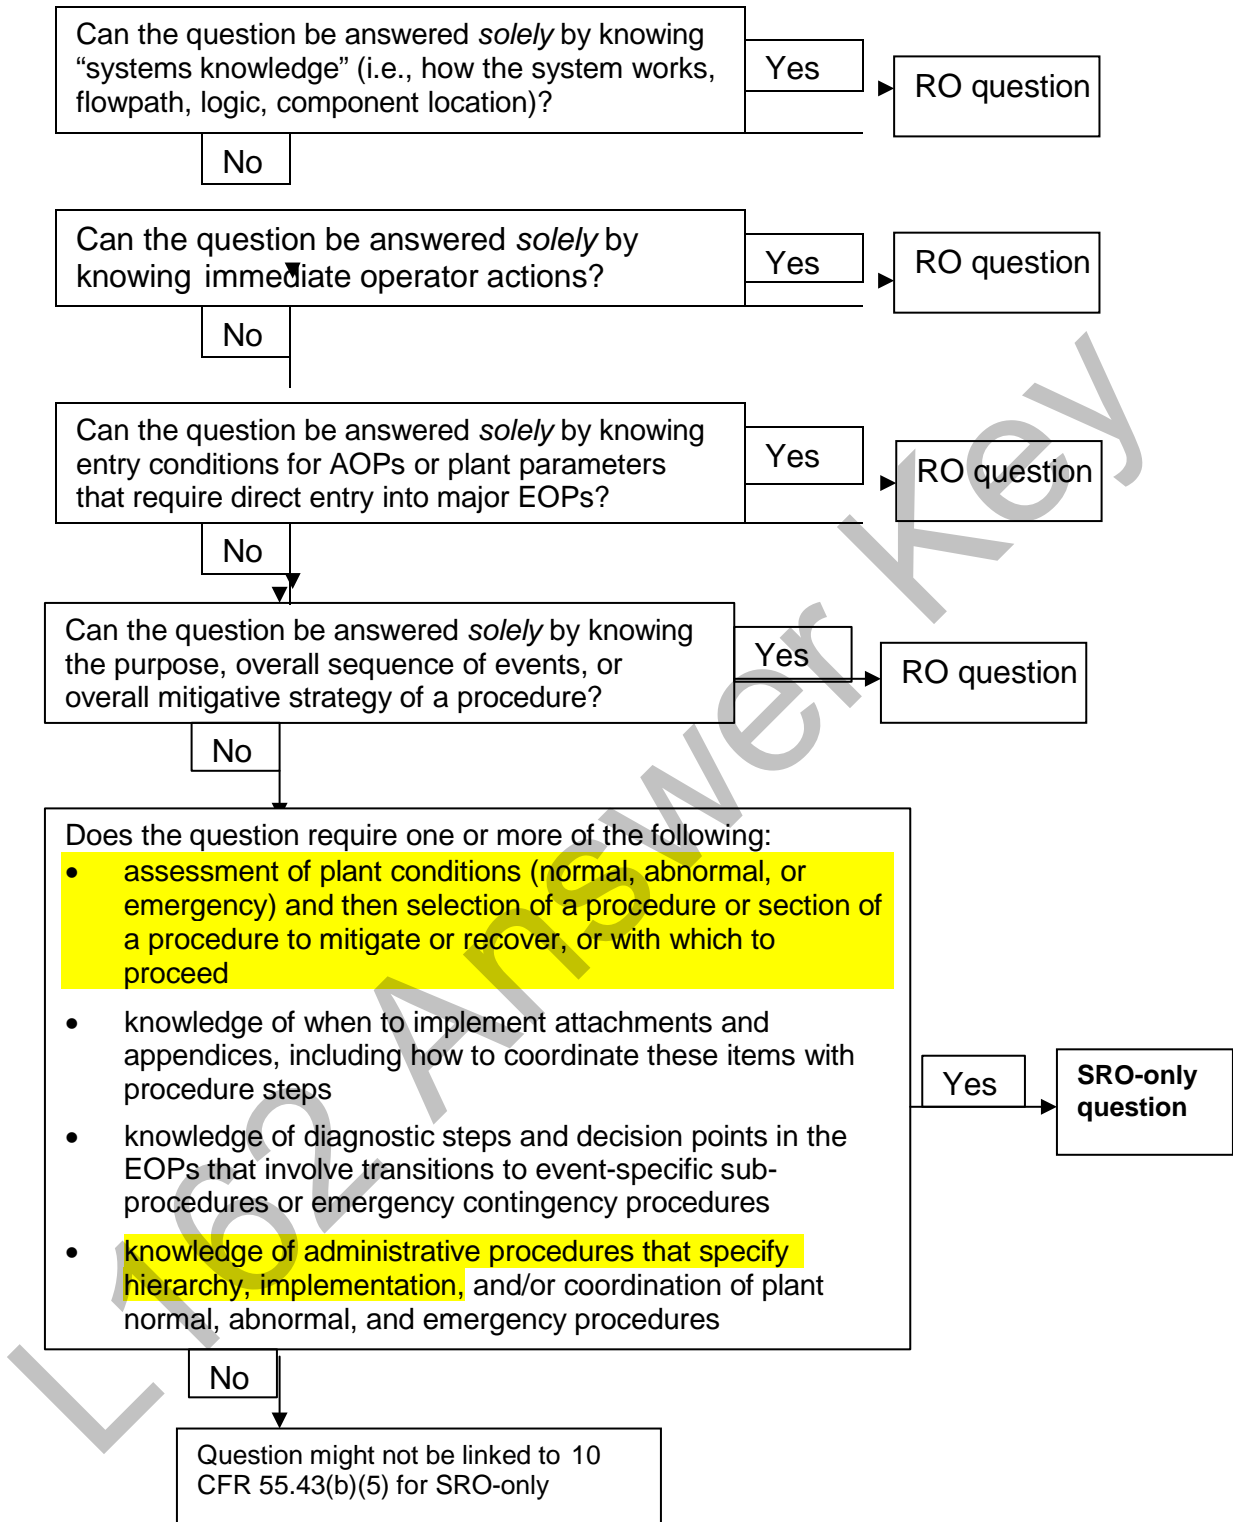 Can the question be answered solely by knowing
“systems knowledge” (i.e., how the system works,
flowpath, logic, component location)?
Yes
RO question
No
Can the question be answered solely by
knowing immediate operator actions?
Yes
RO question
No
Can the question be answered solely by knowing
entry conditions for AOPs or plant parameters
that require direct entry into major EOPs?
Yes
RO question
No
Can the question be answered solely by knowing
the purpose, overall sequence of events, or
overall mitigative strategy of a procedure?
Yes
RO question
No
Does the question require one or more of the following:
• assessment of plant conditions (normal, abnormal, or
emergency) and then selection of a procedure or section of
a procedure to mitigate or recover, or with which to
proceed
• knowledge of when to implement attachments and
appendices, including how to coordinate these items with
procedure steps
• knowledge of diagnostic steps and decision points in the
EOPs that involve transitions to event-specific sub-
procedures or emergency contingency procedures
• knowledge of administrative procedures that specify
hierarchy, implementation, and/or coordination of plant
normal, abnormal, and emergency procedures
Yes
SRO-only
question
No
Question might not be linked to 10
CFR 55.43(b)(5) for SRO-only
L162 Answer Key